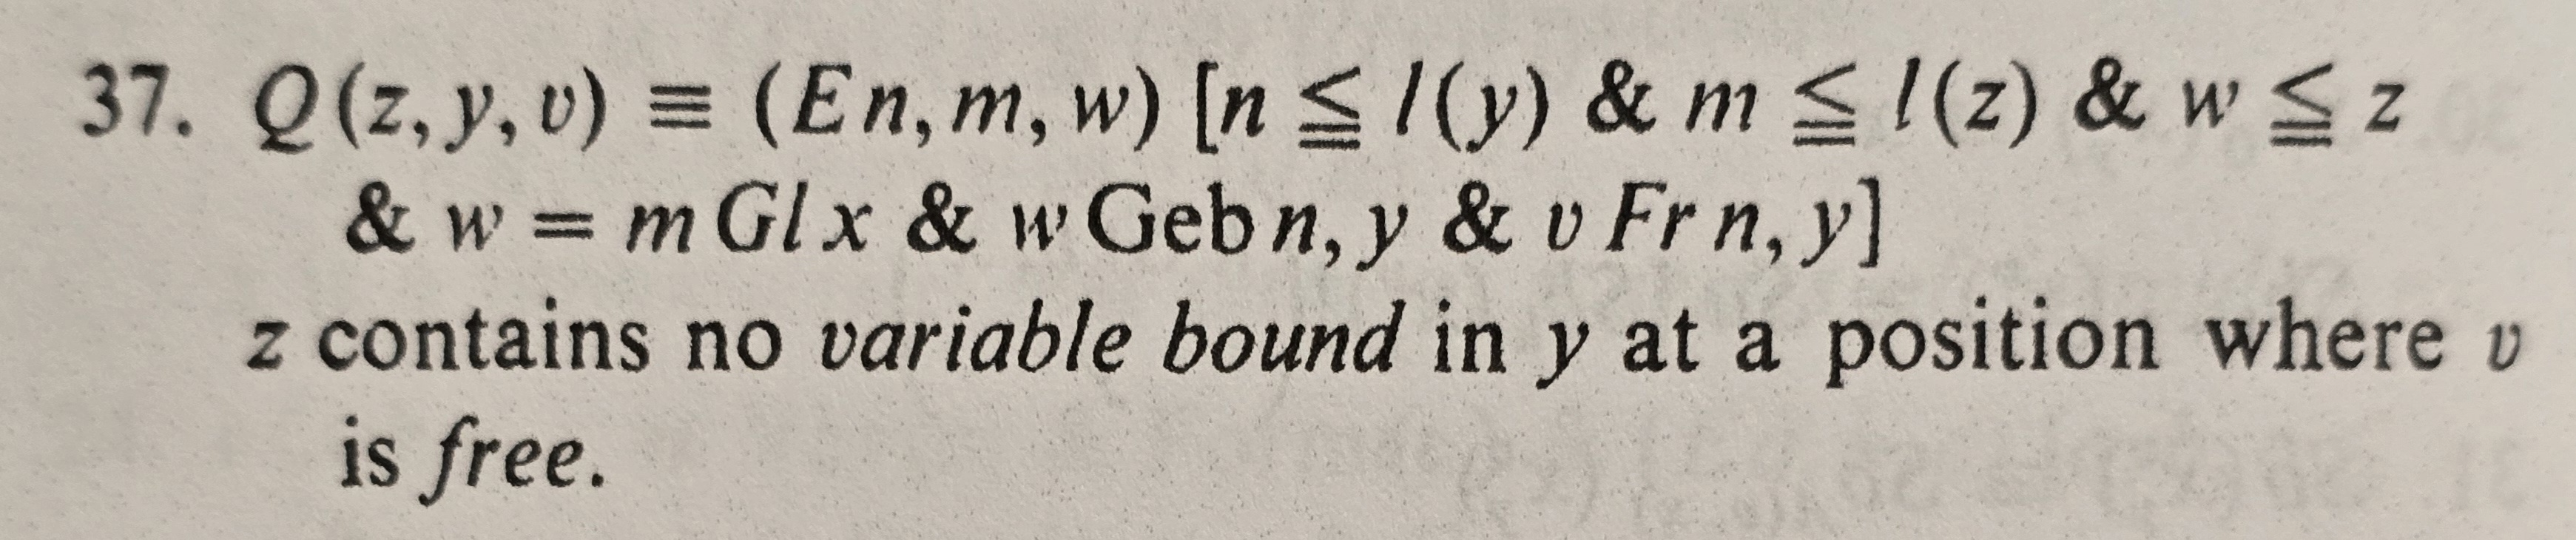 37. Q(z, y, v) ≡ (En, m, w) [n ≦ l(y) & m ≦ l(z) & w ≦ z
& w = m Gl x & w Geb n, y & v Fr n, y]
z contains no variable bound in y at a position where v
is free.